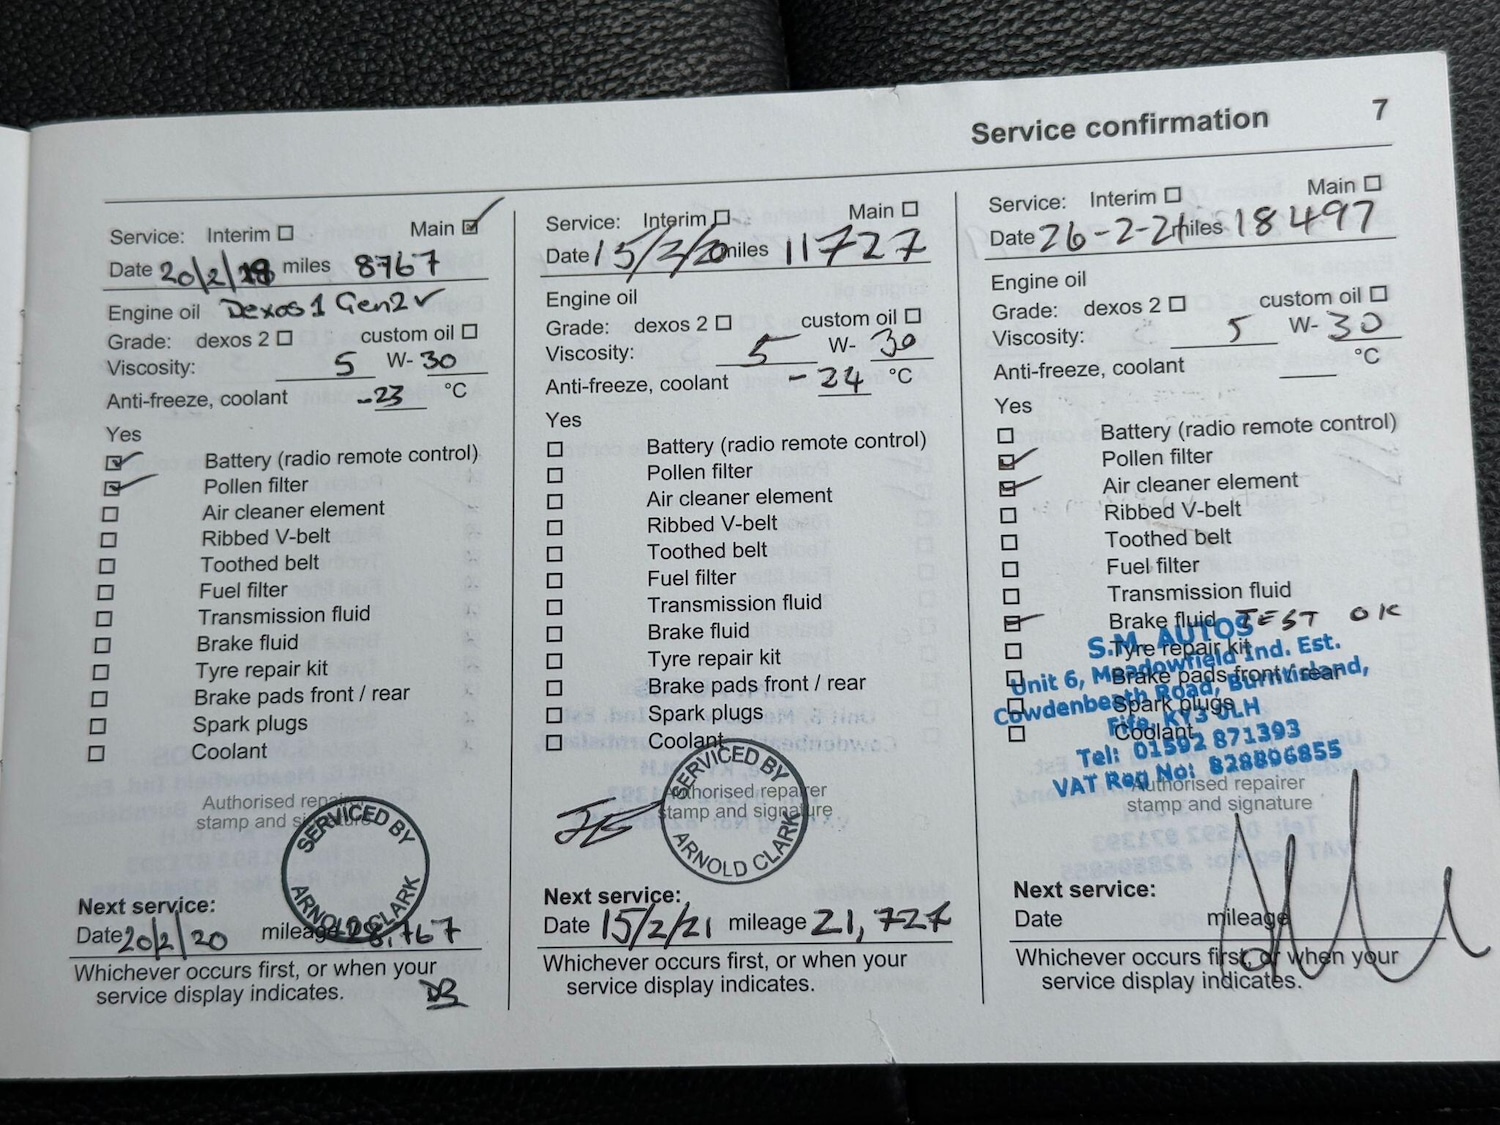 Service confirmation 7
Service: Interim ☐ Main ☑
Date 20/2/19 miles 8767
Engine oil Dexos 1 Gen2 ✓
Grade: dexos 2 ☐ custom oil ☐
Viscosity: 5 W- 30
Anti-freeze, coolant -23 °C
Yes
☑ Battery (radio remote control)
☑ Pollen filter
☐ Air cleaner element
☐ Ribbed V-belt
☐ Toothed belt
☐ Fuel filter
☐ Transmission fluid
☐ Brake fluid
☐ Tyre repair kit
☐ Brake pads front / rear
☐ Spark plugs
☐ Coolant
Authorised repairer
stamp and signature
SERVICED BY
ARNOLD CLARK
Next service:
Date 20/2/20 mileage 28,767
Whichever occurs first, or when your
service display indicates.
DB
Service: Interim ☐ Main ☐
Date 15/2/20 miles 11727
Engine oil
Grade: dexos 2 ☐ custom oil ☐
Viscosity: 5 W- 30
Anti-freeze, coolant -24 °C
Yes
☐ Battery (radio remote control)
☐ Pollen filter
☐ Air cleaner element
☐ Ribbed V-belt
☐ Toothed belt
☐ Fuel filter
☐ Transmission fluid
☐ Brake fluid
☐ Tyre repair kit
☐ Brake pads front / rear
☐ Spark plugs
☐ Coolant
SERVICED BY
Authorised repairer
stamp and signature
ARNOLD CLARK
Next service:
Date 15/2/21 mileage 21,727
Whichever occurs first, or when your
service display indicates.
Service: Interim ☐ Main ☐
Date 26-2-21 miles 18497
Engine oil
Grade: dexos 2 ☐ custom oil ☐
Viscosity: 5 W- 30
Anti-freeze, coolant °C
Yes
☐ Battery (radio remote control)
☑ Pollen filter
☑ Air cleaner element
☐ Ribbed V-belt
☐ Toothed belt
☐ Fuel filter
☐ Transmission fluid
☑ Brake fluid TEST OK
☐ Tyre repair kit
☐ Brake pads front / rear
☐ Spark plugs
☐ Coolant
S.M. AUTOS
Unit 6, Meadowfield Ind. Est.
Cowdenbeath Road, Burntisland,
Fife, KY3 0LH
Tel: 01592 871393
VAT Reg No: 828896855
Authorised repairer
stamp and signature
Next service:
Date mileage
Whichever occurs first, or when your
service display indicates.